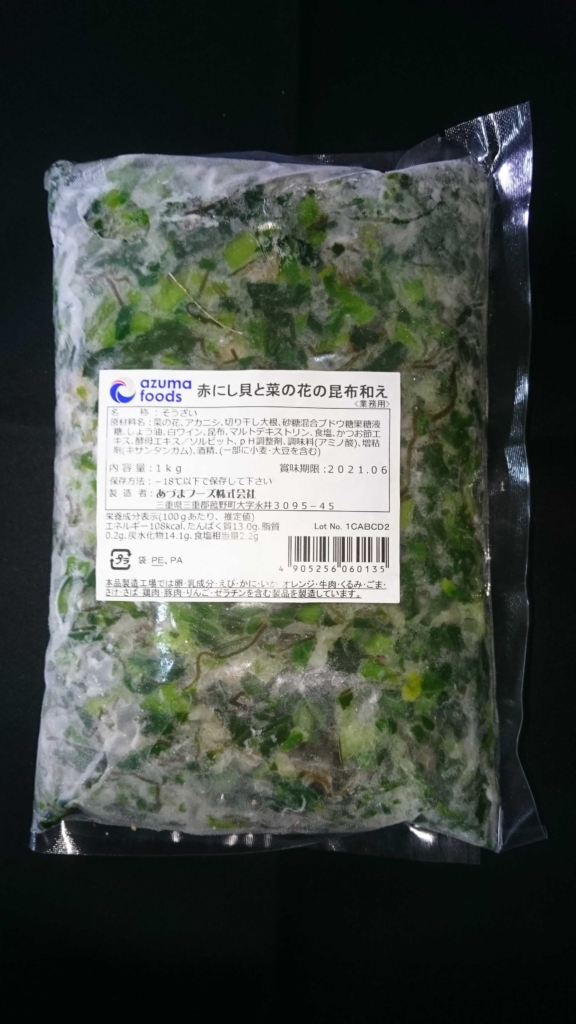 azuma
foods
赤にし貝と菜の花の昆布和え
<業務用>
名　　称：そうざい
原材料名：菜の花、アカニシ、切り干し大根、砂糖混合ブドウ糖果糖液
糖、しょう油、白ワイン、昆布、マルトデキストリン、食塩、かつお節エ
キス、酵母エキス／ソルビット、pH調整剤、調味料(アミノ酸)、増粘
剤(キサンタンガム)、酒精、(一部に小麦・大豆を含む)
内 容 量：1kg　賞味期限：2021.06
保存方法：－18℃以下で保存して下さい
製 造 者：あづまフーズ株式会社
三重県三重郡菰野町大字永井3095－45
栄養成分表示(100gあたり、推定値)
エネルギー108kcal、たんぱく質13.0g、脂質
0.2g、炭水化物14.1g、食塩相当量2.2g
Lot No. 1CABCD2
プラ 袋 PE、PA
4 905256 060135
本品製造工場では卵・乳成分・えび・かに・いか・オレンジ・牛肉・くるみ・ごま・
さけ・さば・鶏肉・豚肉・りんご・ゼラチンを含む製品を製造しています。